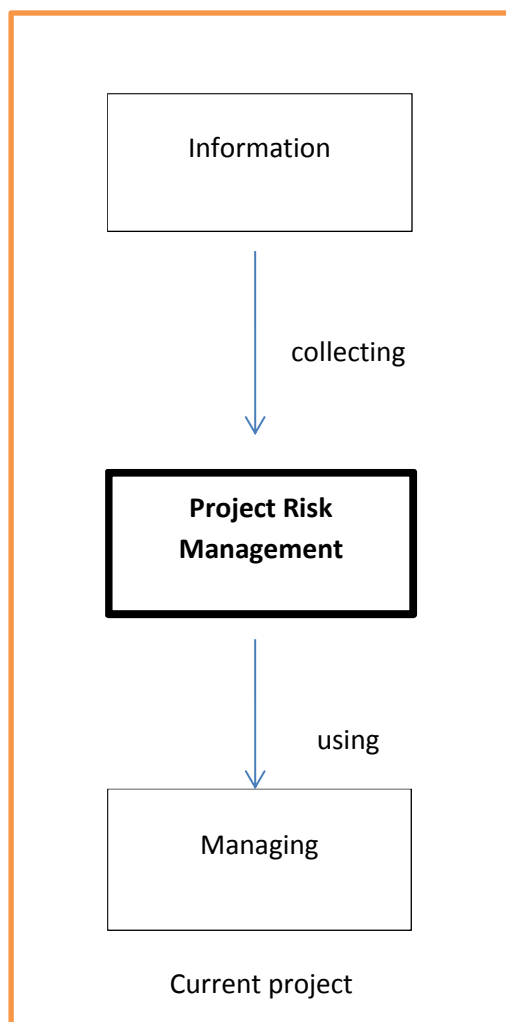 Information
collecting
Project Risk
Management
using
Managing
Current project